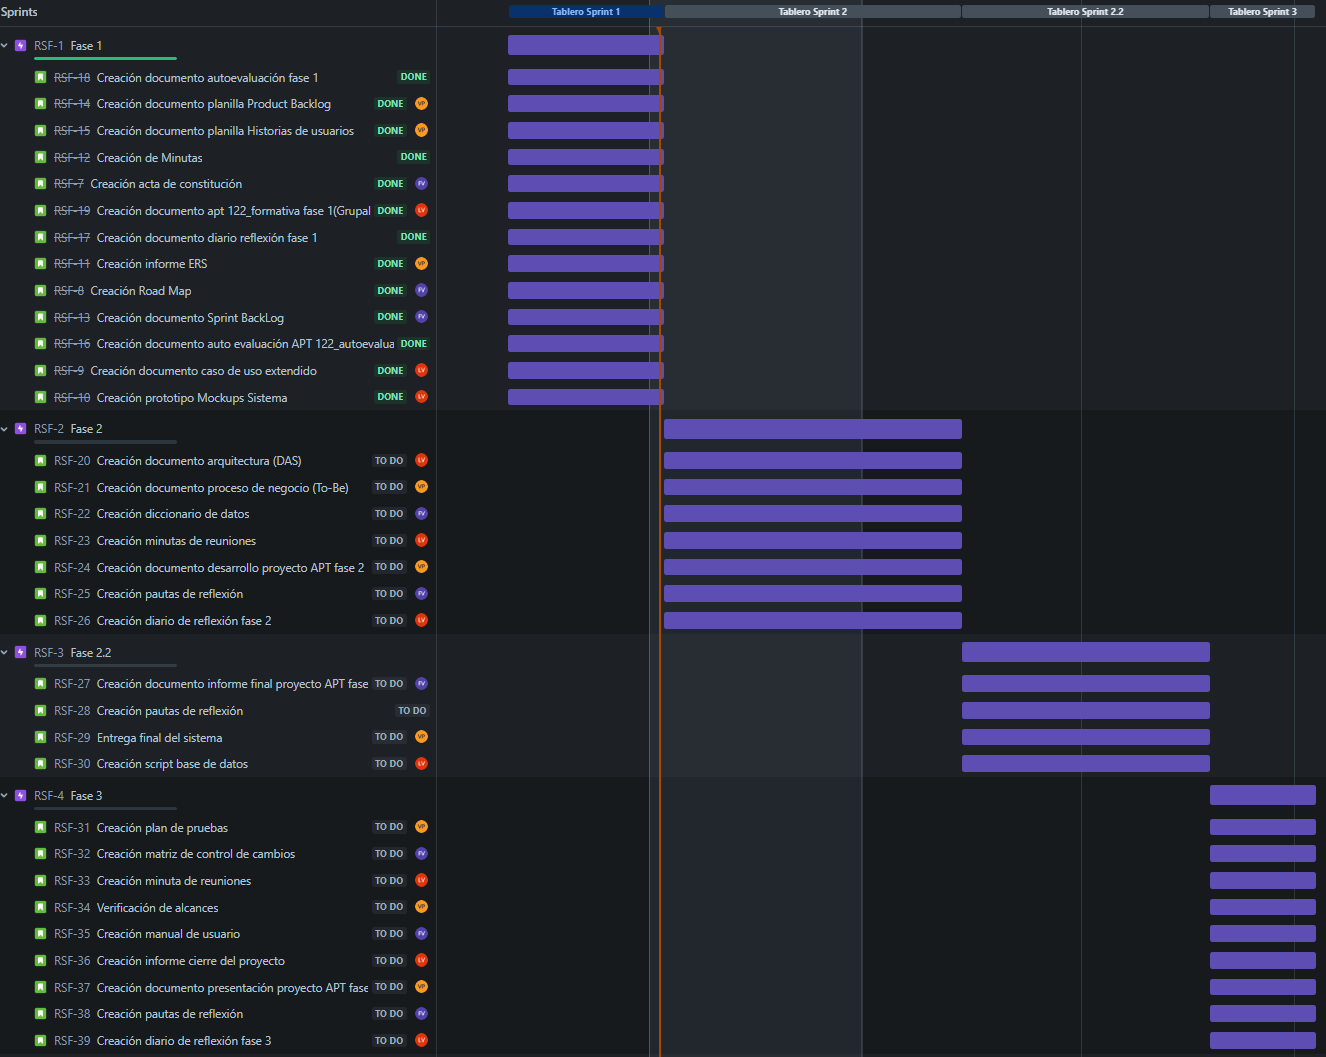 Sprints
Tablero Sprint 1
Tablero Sprint 2
Tablero Sprint 2.2
Tablero Sprint 3
RSF-1 Fase 1
RSF-18 Creación documento autoevaluación fase 1 DONE
RSF-14 Creación documento planilla Product Backlog DONE VP
RSF-15 Creación documento planilla Historias de usuarios DONE VP
RSF-12 Creación de Minutas DONE
RSF-7 Creación acta de constitución DONE FV
RSF-19 Creación documento apt 122_formativa fase 1(Grupal DONE LV
RSF-17 Creación documento diario reflexión fase 1 DONE
RSF-11 Creación informe ERS DONE VP
RSF-8 Creación Road Map DONE FV
RSF-13 Creación documento Sprint BackLog DONE FV
RSF-16 Creación documento auto evaluación APT 122_autoevalua DONE
RSF-9 Creación documento caso de uso extendido DONE LV
RSF-10 Creación prototipo Mockups Sistema DONE LV
RSF-2 Fase 2
RSF-20 Creación documento arquitectura (DAS) TO DO LV
RSF-21 Creación documento proceso de negocio (To-Be) TO DO VP
RSF-22 Creación diccionario de datos TO DO FV
RSF-23 Creación minutas de reuniones TO DO LV
RSF-24 Creación documento desarrollo proyecto APT fase 2 TO DO VP
RSF-25 Creación pautas de reflexión TO DO FV
RSF-26 Creación diario de reflexión fase 2 TO DO LV
RSF-3 Fase 2.2
RSF-27 Creación documento informe final proyecto APT fase TO DO FV
RSF-28 Creación pautas de reflexión TO DO
RSF-29 Entrega final del sistema TO DO VP
RSF-30 Creación script base de datos TO DO LV
RSF-4 Fase 3
RSF-31 Creación plan de pruebas TO DO VP
RSF-32 Creación matriz de control de cambios TO DO FV
RSF-33 Creación minuta de reuniones TO DO LV
RSF-34 Verificación de alcances TO DO VP
RSF-35 Creación manual de usuario TO DO FV
RSF-36 Creación informe cierre del proyecto TO DO LV
RSF-37 Creación documento presentación proyecto APT fase TO DO VP
RSF-38 Creación pautas de reflexión TO DO FV
RSF-39 Creación diario de reflexión fase 3 TO DO LV